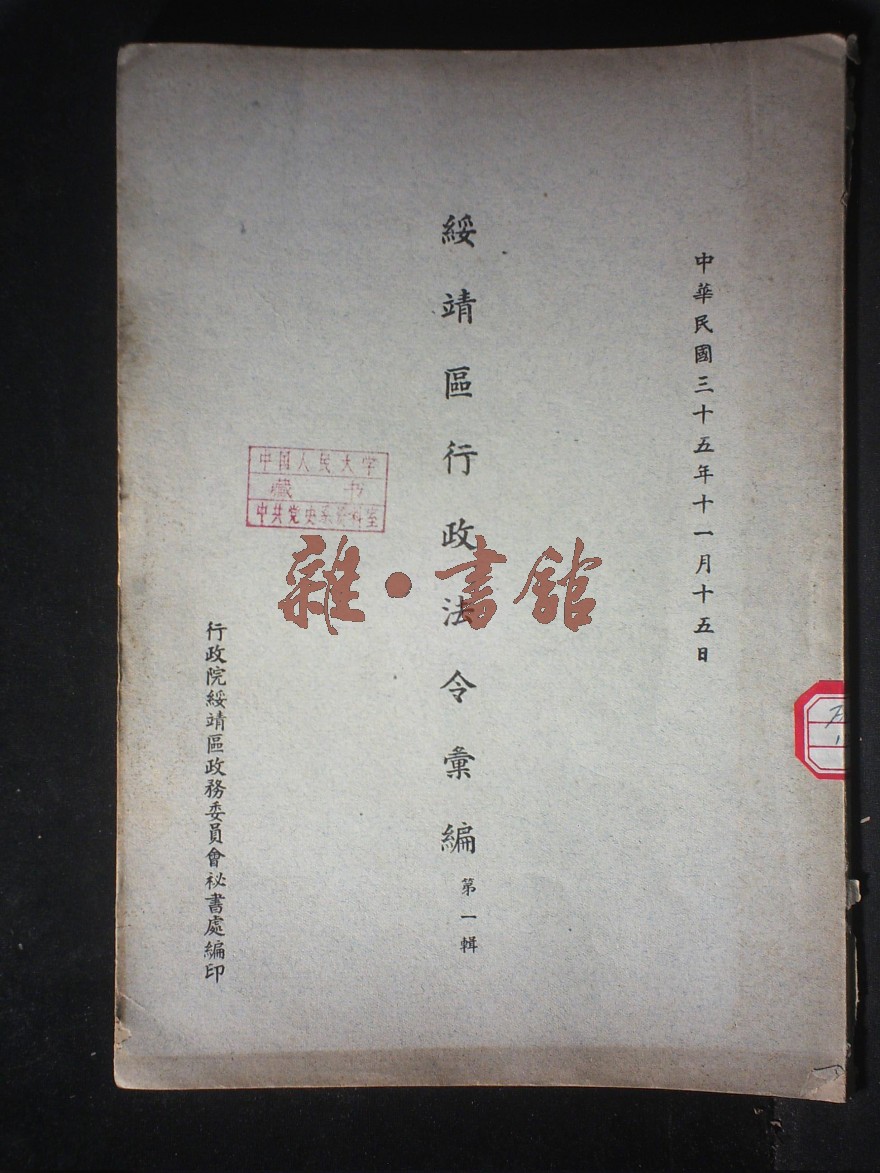 中華民國三十五年十一月十五日
綏靖區行政法令彙編 第一輯
行政院綏靖區政務委員會祕書處編印
中国人民大学
藏书
中共党史系资料室
雜·書館